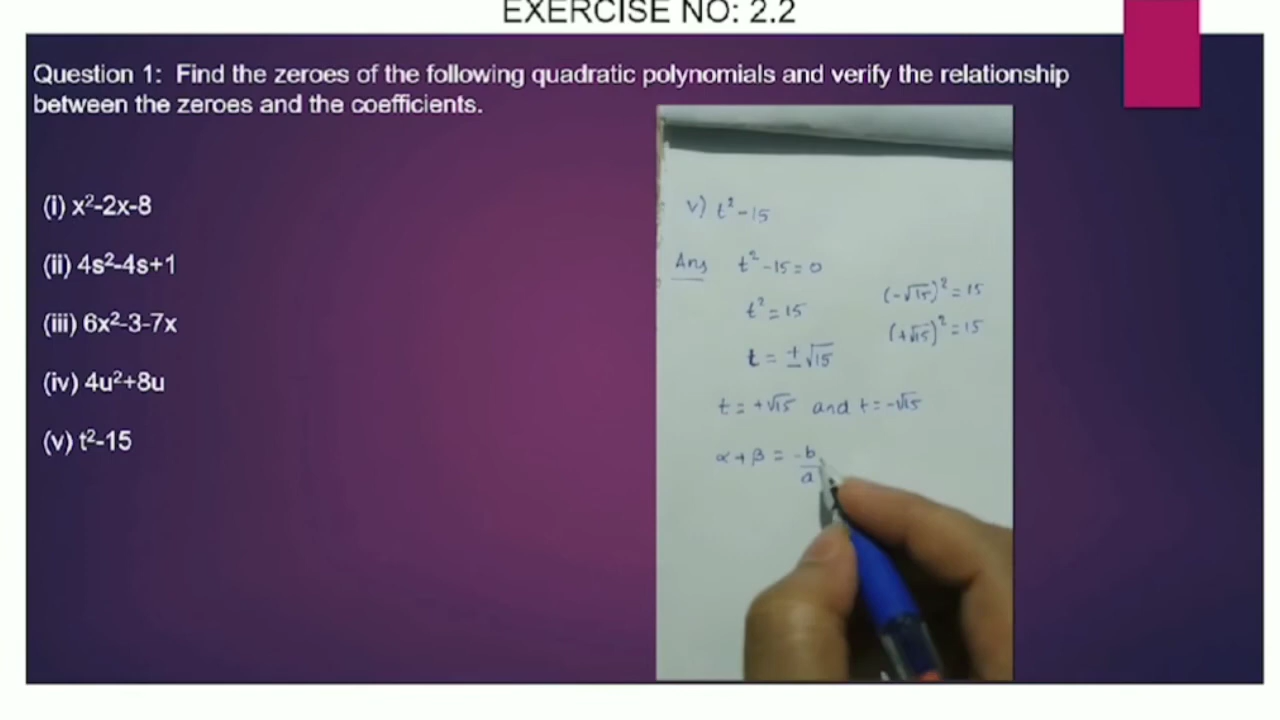 EXERCISE NO: 2.2
Question 1: Find the zeroes of the following quadratic polynomials and verify the relationship
between the zeroes and the coefficients.
(i) x²-2x-8
(ii) 4s²-4s+1
(iii) 6x²-3-7x
(iv) 4u²+8u
(v) t²-15
v) t²-15
Ans t²-15=0
t²=15
t=±√15
(-√15)²=15
(+√15)²=15
t=+√15 and t=-√15
α+β=-b/a